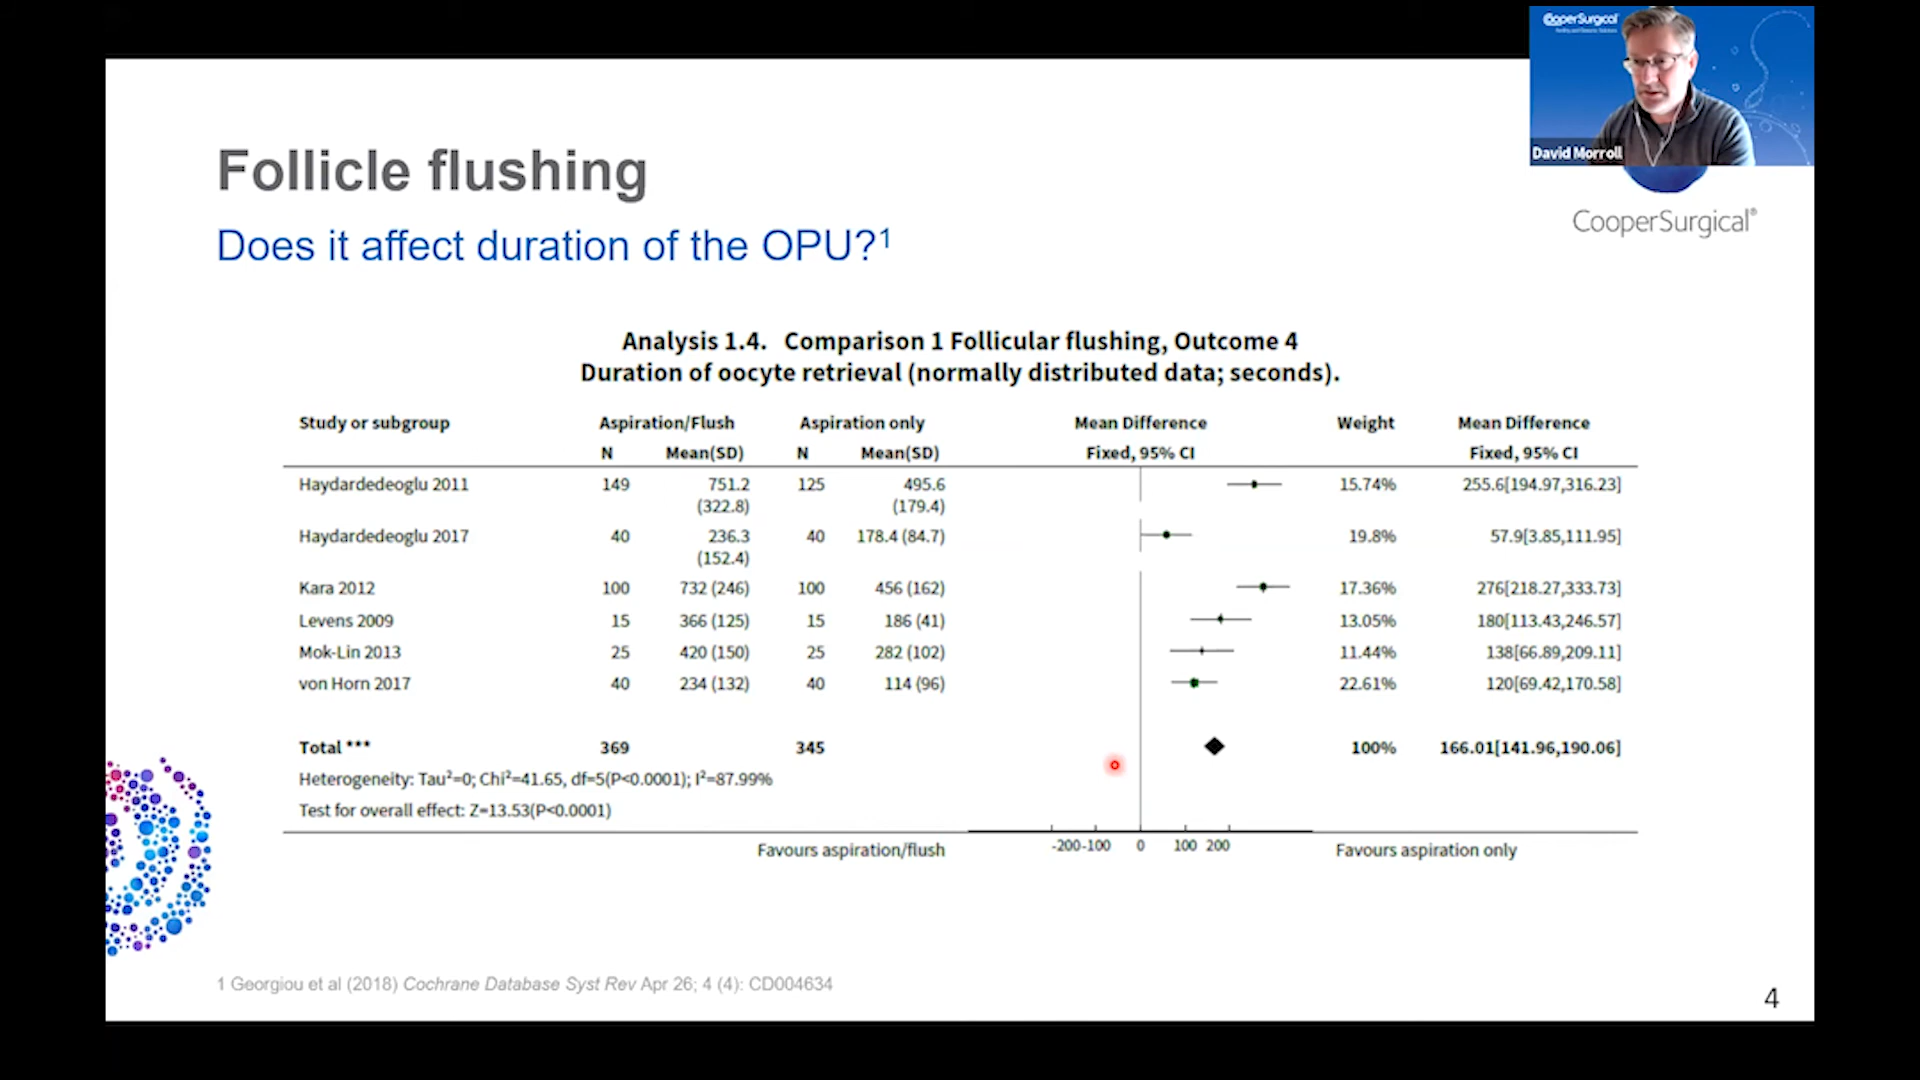 CooperSurgical
David Morroll
CooperSurgical®
Follicle flushing
Does it affect duration of the OPU?1
Analysis 1.4. Comparison 1 Follicular flushing, Outcome 4
Duration of oocyte retrieval (normally distributed data; seconds).
Study or subgroup Aspiration/Flush Aspiration only Mean Difference Weight Mean Difference
N Mean(SD) N Mean(SD) Fixed, 95% CI Fixed, 95% CI
Haydardedeoglu 2011 149 751.2 125 495.6 15.74% 255.6[194.97,316.23]
(322.8) (179.4)
Haydardedeoglu 2017 40 236.3 40 178.4 (84.7) 19.8% 57.9[3.85,111.95]
(152.4)
Kara 2012 100 732 (246) 100 456 (162) 17.36% 276[218.27,333.73]
Levens 2009 15 366 (125) 15 186 (41) 13.05% 180[113.43,246.57]
Mok-Lin 2013 25 420 (150) 25 282 (102) 11.44% 138[66.89,209.11]
von Horn 2017 40 234 (132) 40 114 (96) 22.61% 120[69.42,170.58]
Total *** 369 345 100% 166.01[141.96,190.06]
Heterogeneity: Tau²=0; Chi²=41.65, df=5(P<0.0001); I²=87.99%
Test for overall effect: Z=13.53(P<0.0001)
Favours aspiration/flush -200 -100 0 100 200 Favours aspiration only
1 Georgiou et al (2018) Cochrane Database Syst Rev Apr 26; 4 (4): CD004634
4